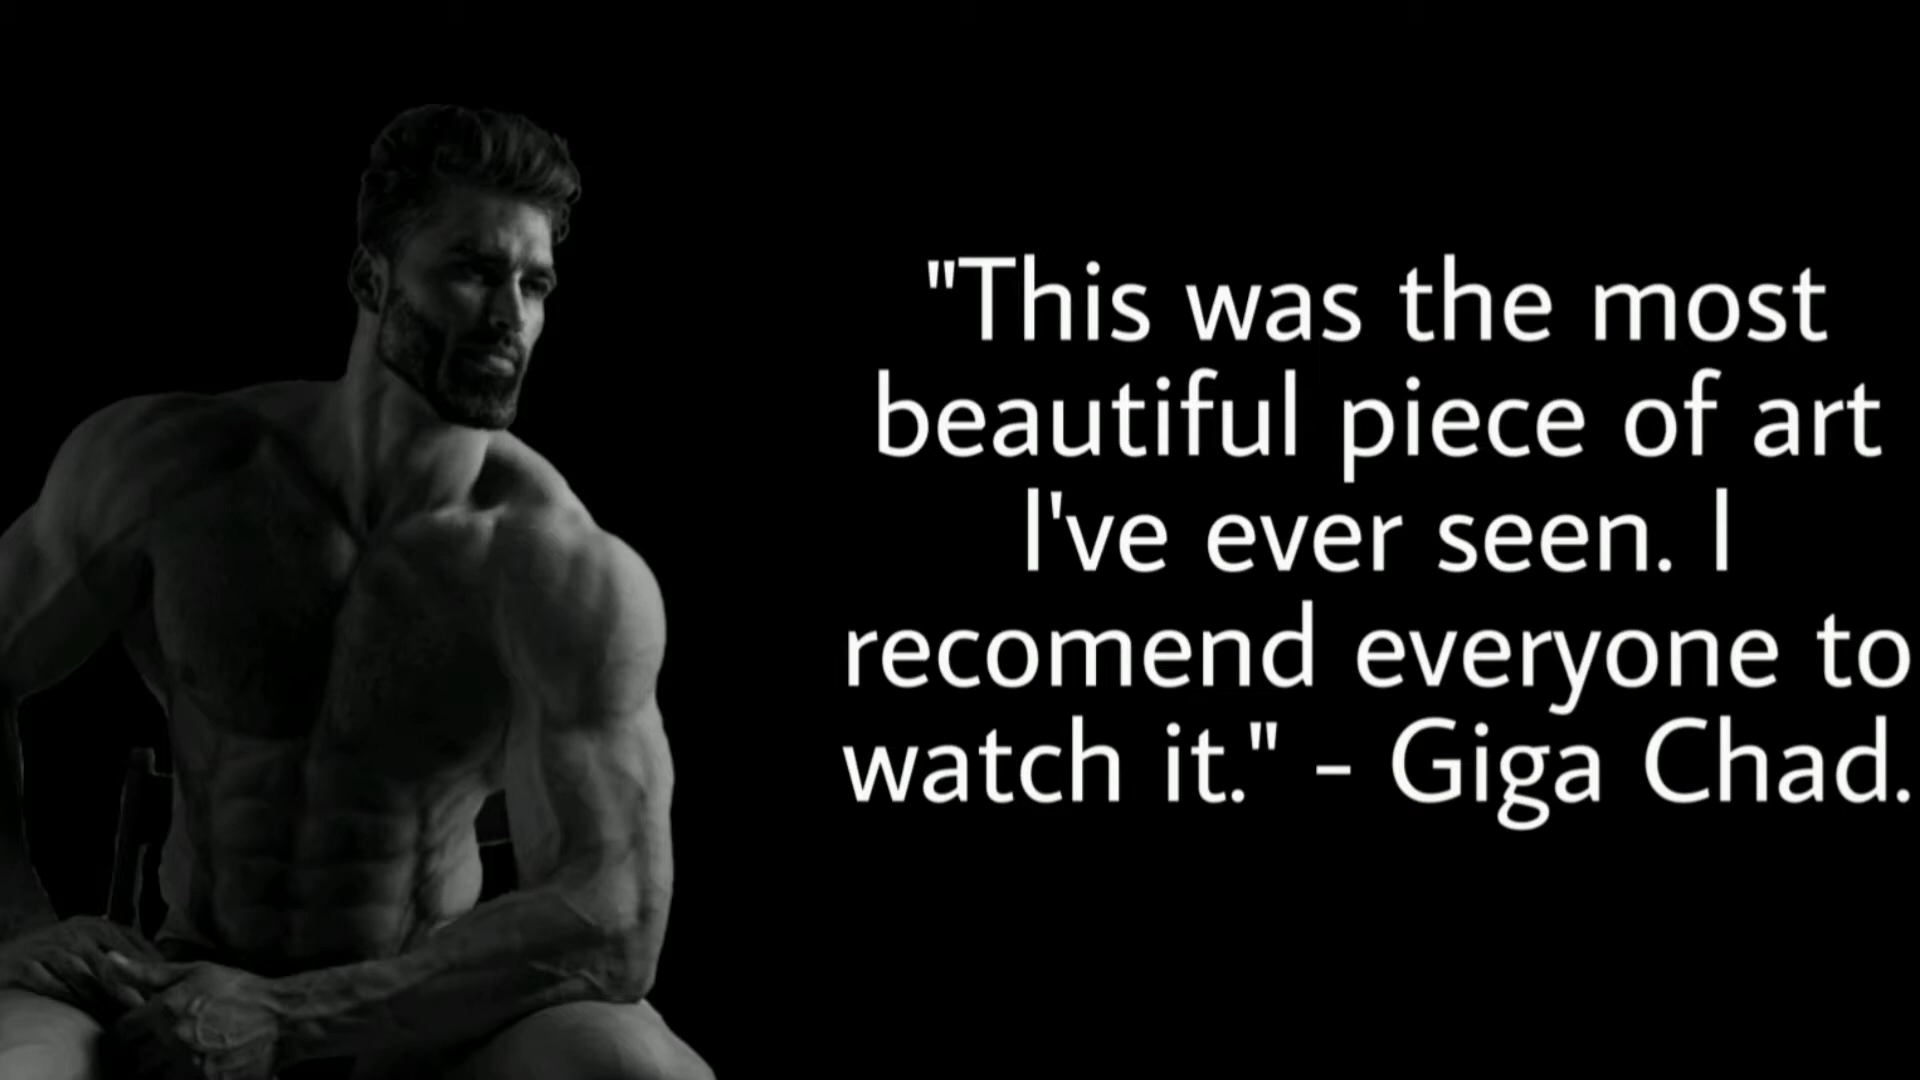 "This was the most
beautiful piece of art
I've ever seen. I
recomend everyone to
watch it." - Giga Chad.